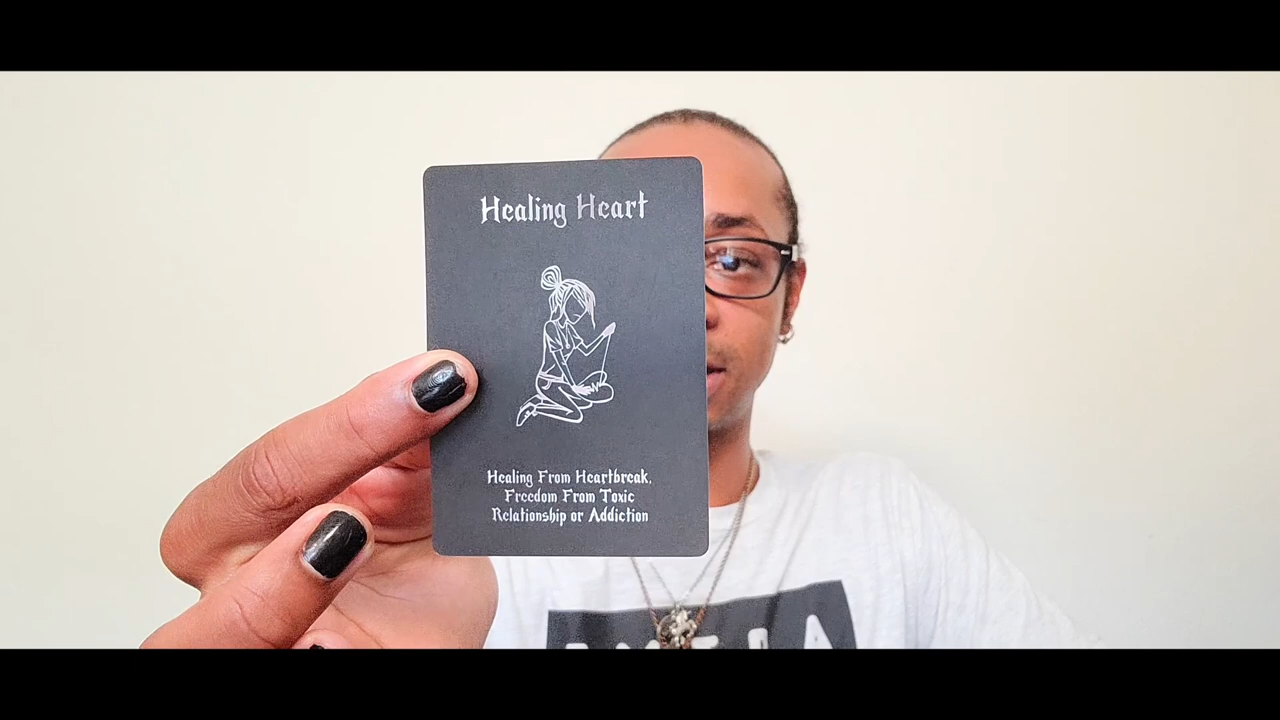 Healing Heart
Healing From Heartbreak,
Freedom From Toxic
Relationship or Addiction